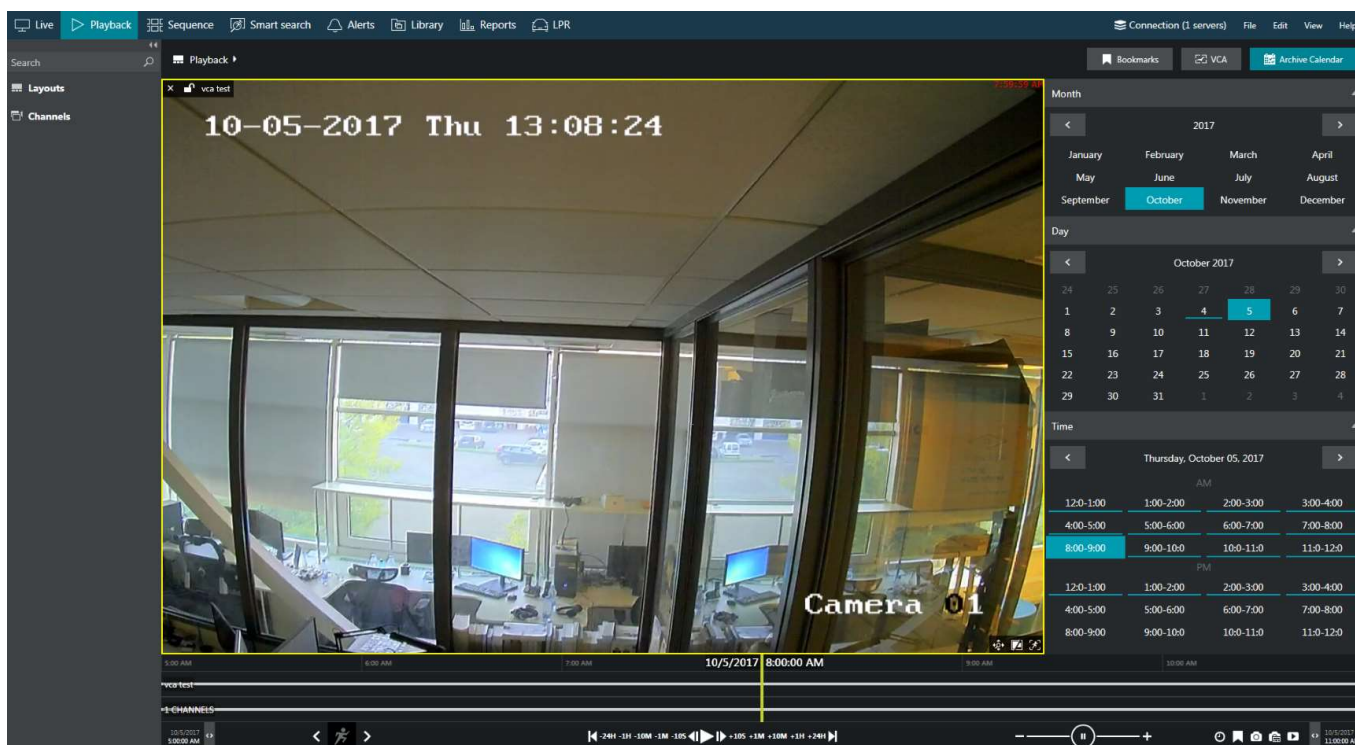 Live Playback Sequence Smart search Alerts Library Reports LPR Connection (1 servers) File Edit View Help
Search
Playback
Bookmarks VCA Archive Calendar
Layouts
Channels
vca test
7:59:59 AM
10-05-2017 Thu 13:08:24
Camera 01
Month
2017
January February March April
May June July August
September October November December
Day
October 2017
24 25 26 27 28 29 30
1 2 3 4 5 6 7
8 9 10 11 12 13 14
15 16 17 18 19 20 21
22 23 24 25 26 27 28
29 30 31 1 2 3 4
Time
Thursday, October 05, 2017
AM
12:0-1:00 1:00-2:00 2:00-3:00 3:00-4:00
4:00-5:00 5:00-6:00 6:00-7:00 7:00-8:00
8:00-9:00 9:00-10:0 10:0-11:0 11:0-12:0
PM
12:0-1:00 1:00-2:00 2:00-3:00 3:00-4:00
4:00-5:00 5:00-6:00 6:00-7:00 7:00-8:00
8:00-9:00 9:00-10:0 10:0-11:0 11:0-12:0
5:00 AM 6:00 AM 7:00 AM 10/5/2017 8:00:00 AM 9:00 AM 10:00 AM
vca test
1 CHANNELS
10/5/2017
5:00:00 AM
-24H -1H -10M -1M -10S +10S +1M +10M +1H +24H
10/5/2017
11:00:00 A